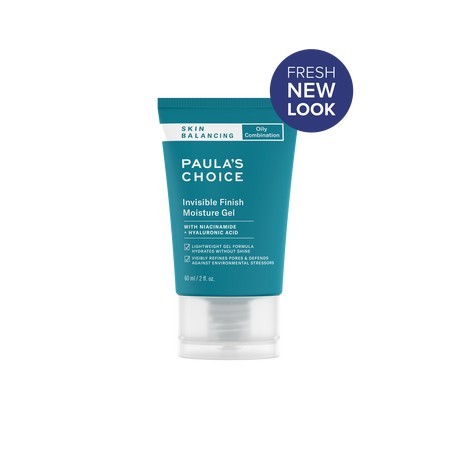 FRESH
NEW
LOOK
SKIN
BALANCING
Oily
Combination
PAULA'S
CHOICE
Invisible Finish
Moisture Gel
WITH NIACINAMIDE
+ HYALURONIC ACID
LIGHTWEIGHT GEL FORMULA
HYDRATES WITHOUT SHINE
VISIBLY REFINES PORES & DEFENDS
AGAINST ENVIRONMENTAL STRESSORS
60 ml / 2 fl. oz.